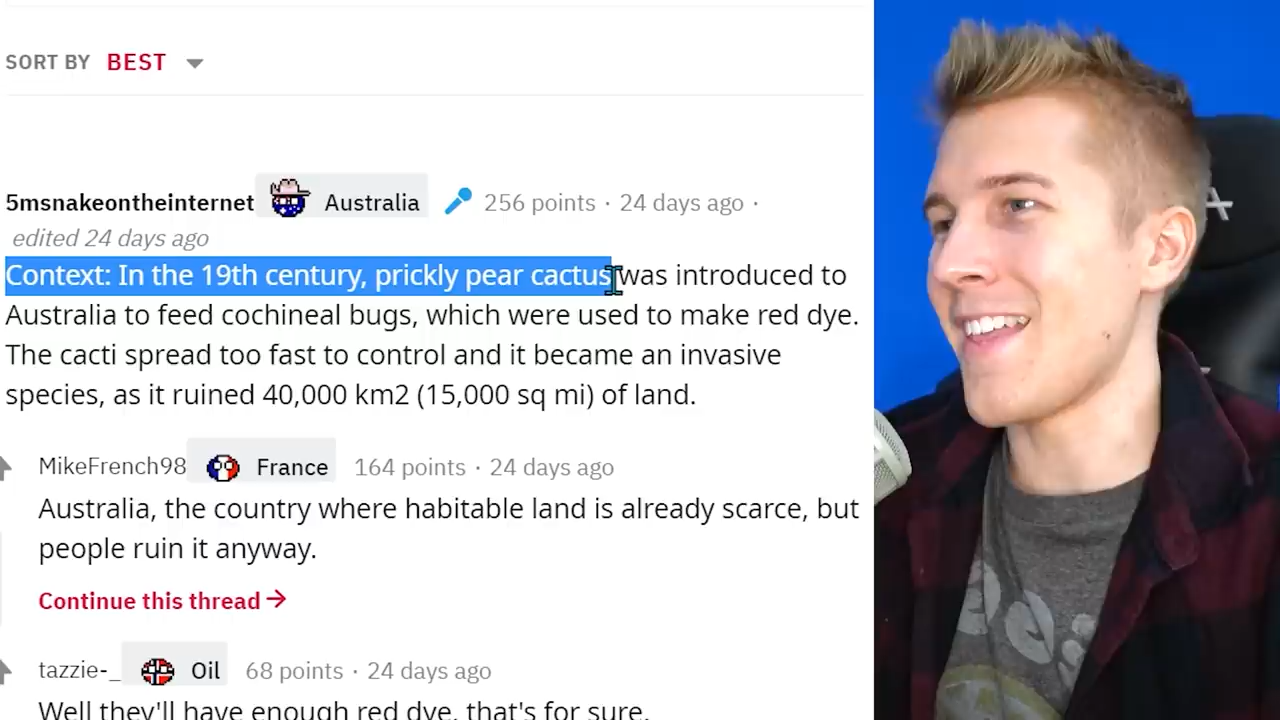 SORT BY BEST
5msnakeontheinternet Australia 256 points · 24 days ago ·
edited 24 days ago
Context: In the 19th century, prickly pear cactus was introduced to
Australia to feed cochineal bugs, which were used to make red dye.
The cacti spread too fast to control and it became an invasive
species, as it ruined 40,000 km2 (15,000 sq mi) of land.
MikeFrench98 France 164 points · 24 days ago
Australia, the country where habitable land is already scarce, but
people ruin it anyway.
Continue this thread →
tazzie-_ Oil 68 points · 24 days ago
Well they'll have enough red dye, that's for sure.